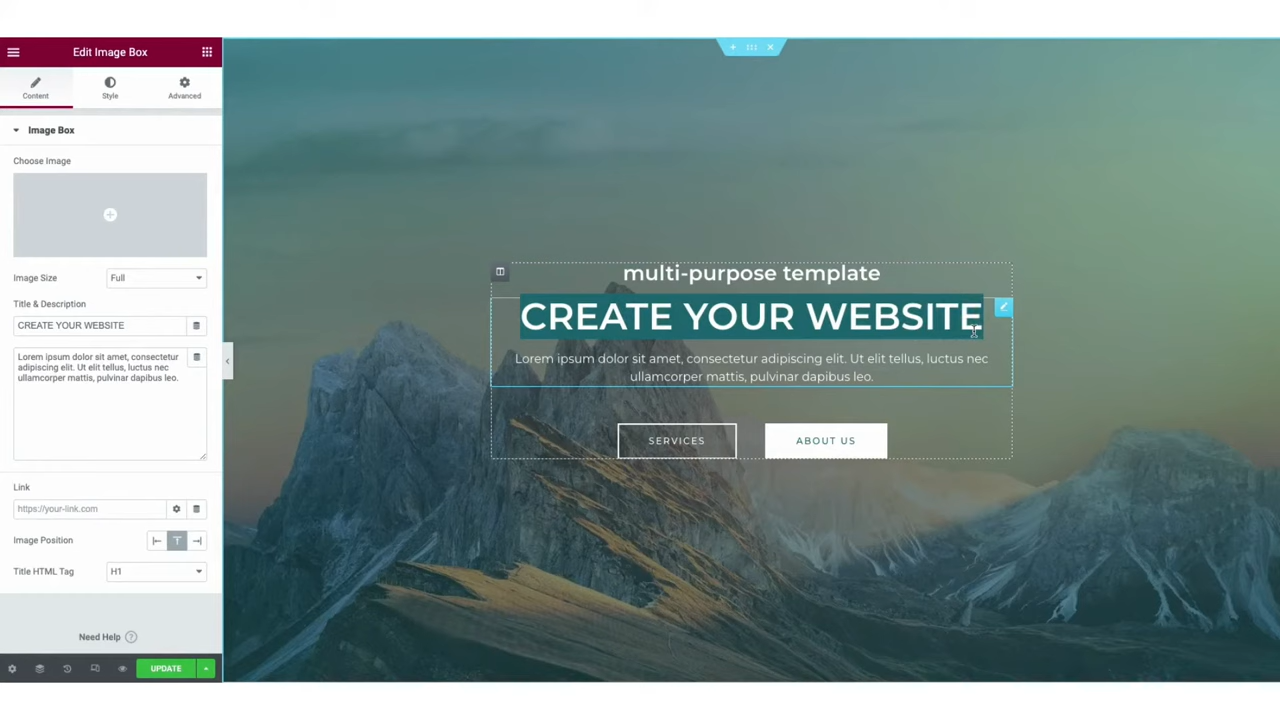 Edit Image Box
Content
Style
Advanced
Image Box
Choose Image
Image Size
Full
Title & Description
CREATE YOUR WEBSITE
Lorem ipsum dolor sit amet, consectetur
adipiscing elit. Ut elit tellus, luctus nec
ullamcorper mattis, pulvinar dapibus leo.
Link
https://your-link.com
Image Position
Title HTML Tag
H1
Need Help ?
UPDATE
multi-purpose template
CREATE YOUR WEBSITE
Lorem ipsum dolor sit amet, consectetur adipiscing elit. Ut elit tellus, luctus nec
ullamcorper mattis, pulvinar dapibus leo.
SERVICES
ABOUT US